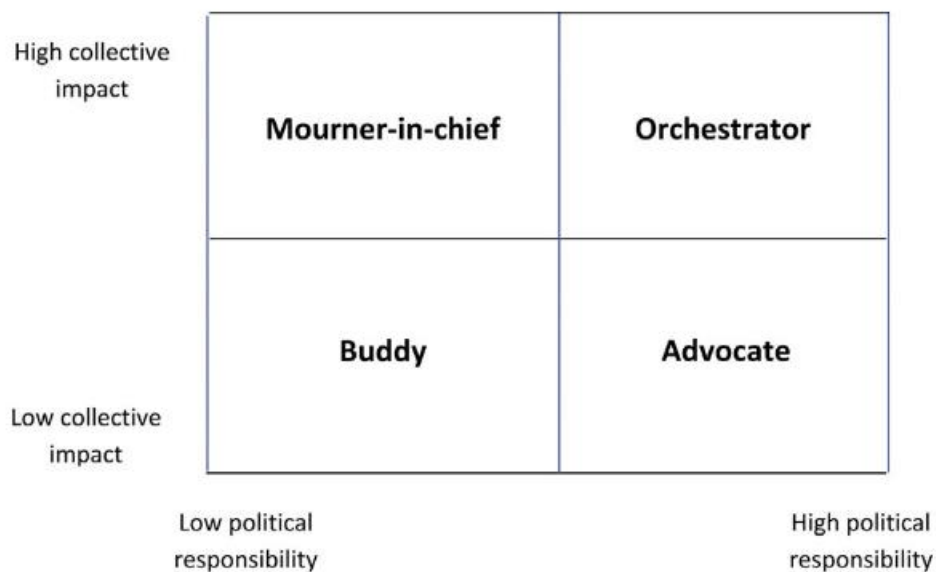 High collective
impact
Mourner-in-chief
Orchestrator
Buddy
Advocate
Low collective
impact
Low political
responsibility
High political
responsibility